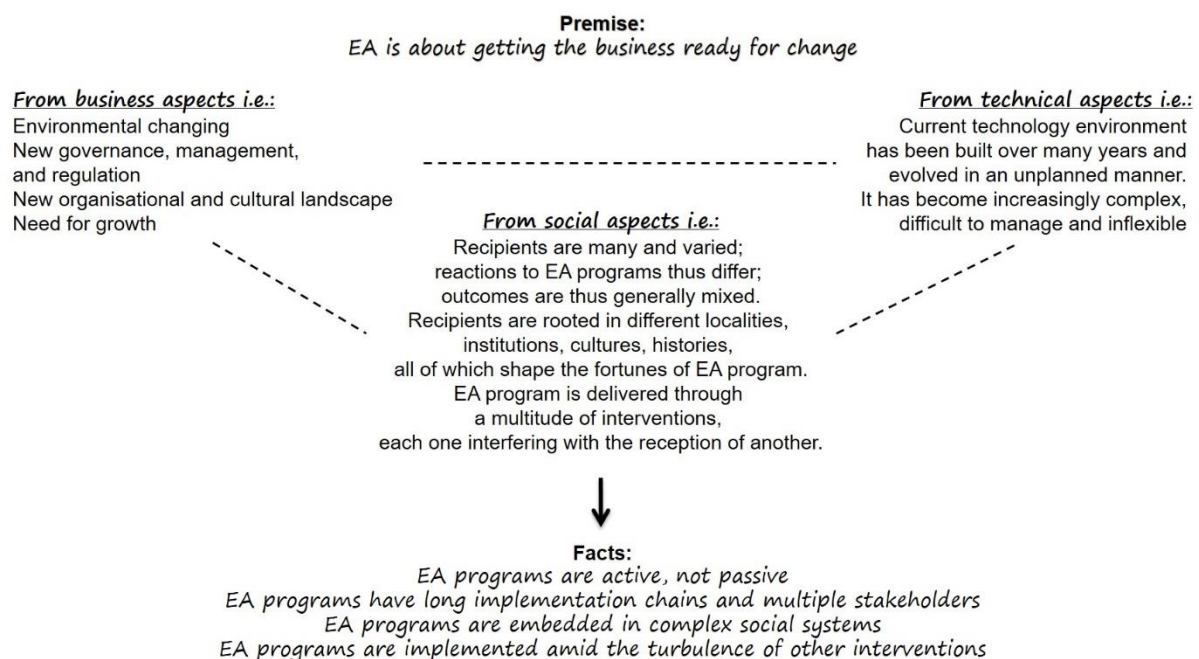 Premise:
EA is about getting the business ready for change
From business aspects i.e.:
Environmental changing
New governance, management,
and regulation
New organisational and cultural landscape
Need for growth
From technical aspects i.e.:
Current technology environment
has been built over many years and
evolved in an unplanned manner.
It has become increasingly complex,
difficult to manage and inflexible
From social aspects i.e.:
Recipients are many and varied;
reactions to EA programs thus differ;
outcomes are thus generally mixed.
Recipients are rooted in different localities,
institutions, cultures, histories,
all of which shape the fortunes of EA program.
EA program is delivered through
a multitude of interventions,
each one interfering with the reception of another.
Facts:
EA programs are active, not passive
EA programs have long implementation chains and multiple stakeholders
EA programs are embedded in complex social systems
EA programs are implemented amid the turbulence of other interventions